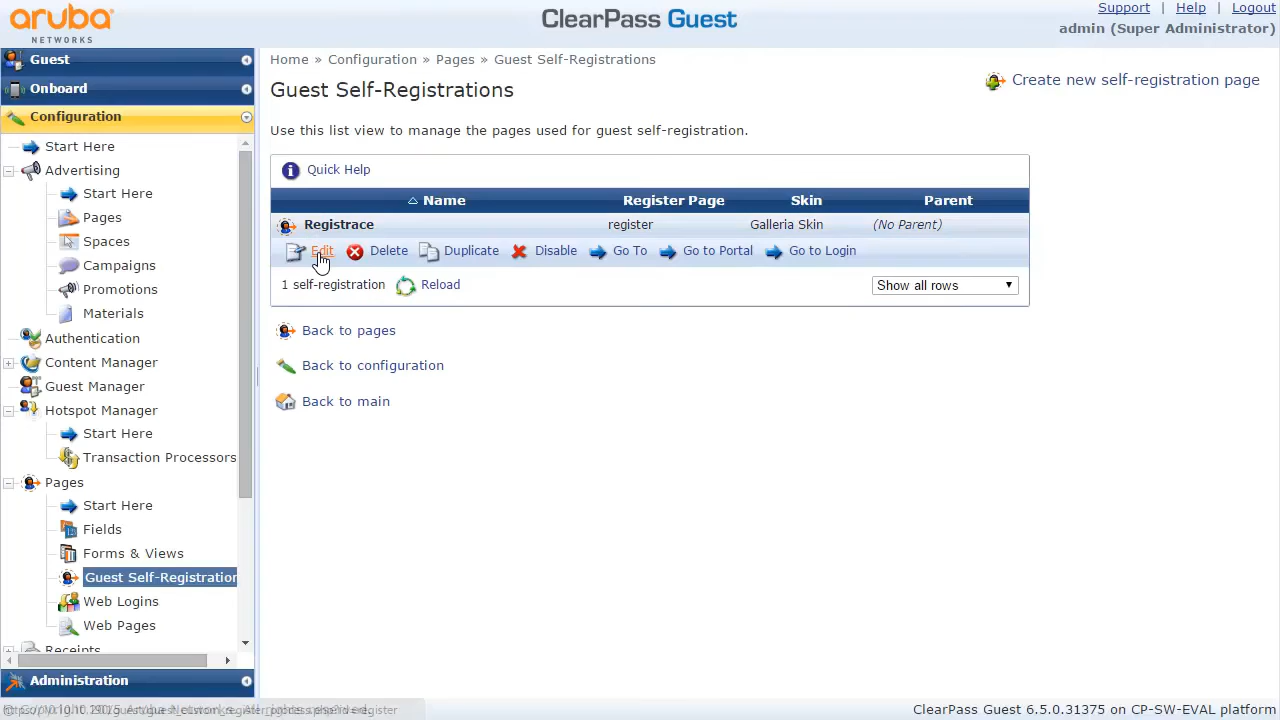 aruba
NETWORKS
ClearPass Guest
Support | Help | Logout
admin (Super Administrator)
Guest
Onboard
Configuration
Start Here
Advertising
Start Here
Pages
Spaces
Campaigns
Promotions
Materials
Authentication
Content Manager
Guest Manager
Hotspot Manager
Start Here
Transaction Processors
Pages
Start Here
Fields
Forms & Views
Guest Self-Registration
Web Logins
Web Pages
Receipts
Administration
Home » Configuration » Pages » Guest Self-Registrations
Guest Self-Registrations
Create new self-registration page
Use this list view to manage the pages used for guest self-registration.
Quick Help
Name Register Page Skin Parent
Registrace register Galleria Skin (No Parent)
Edit Delete Duplicate Disable Go To Go to Portal Go to Login
1 self-registration Reload Show all rows
Back to pages
Back to configuration
Back to main
ClearPass Guest 6.5.0.31375 on CP-SW-EVAL platform